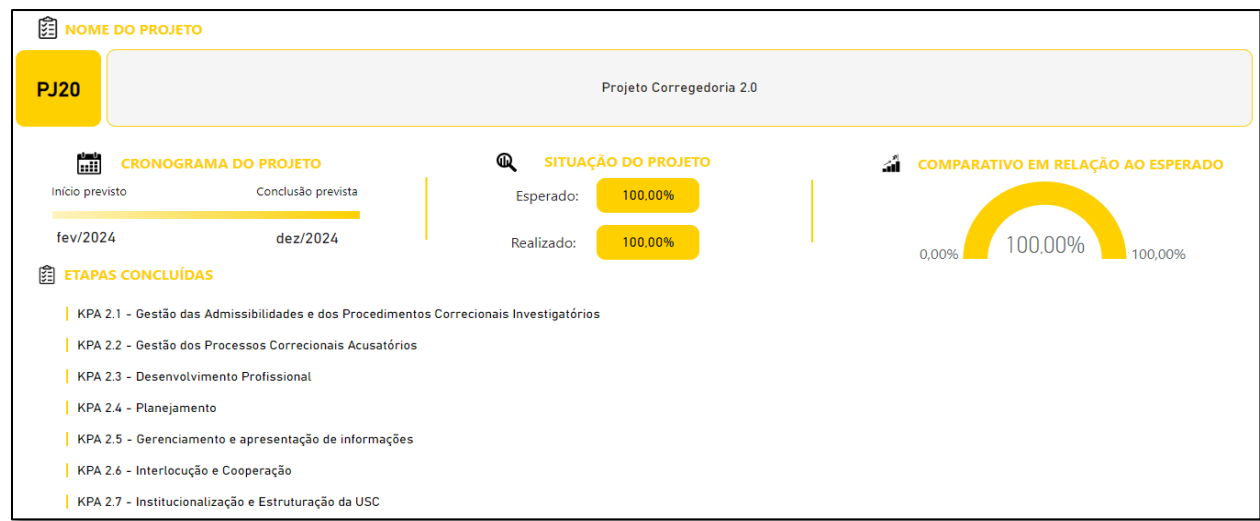 NOME DO PROJETO
PJ20
Projeto Corregedoria 2.0
CRONOGRAMA DO PROJETO
Início previsto
Conclusão prevista
fev/2024
dez/2024
SITUAÇÃO DO PROJETO
Esperado:
100,00%
Realizado:
100,00%
COMPARATIVO EM RELAÇÃO AO ESPERADO
0,00%
100,00%
100,00%
ETAPAS CONCLUÍDAS
KPA 2.1 - Gestão das Admissibilidades e dos Procedimentos Correcionais Investigatórios
KPA 2.2 - Gestão dos Processos Correcionais Acusatórios
KPA 2.3 - Desenvolvimento Profissional
KPA 2.4 - Planejamento
KPA 2.5 - Gerenciamento e apresentação de informações
KPA 2.6 - Interlocução e Cooperação
KPA 2.7 - Institucionalização e Estruturação da USC